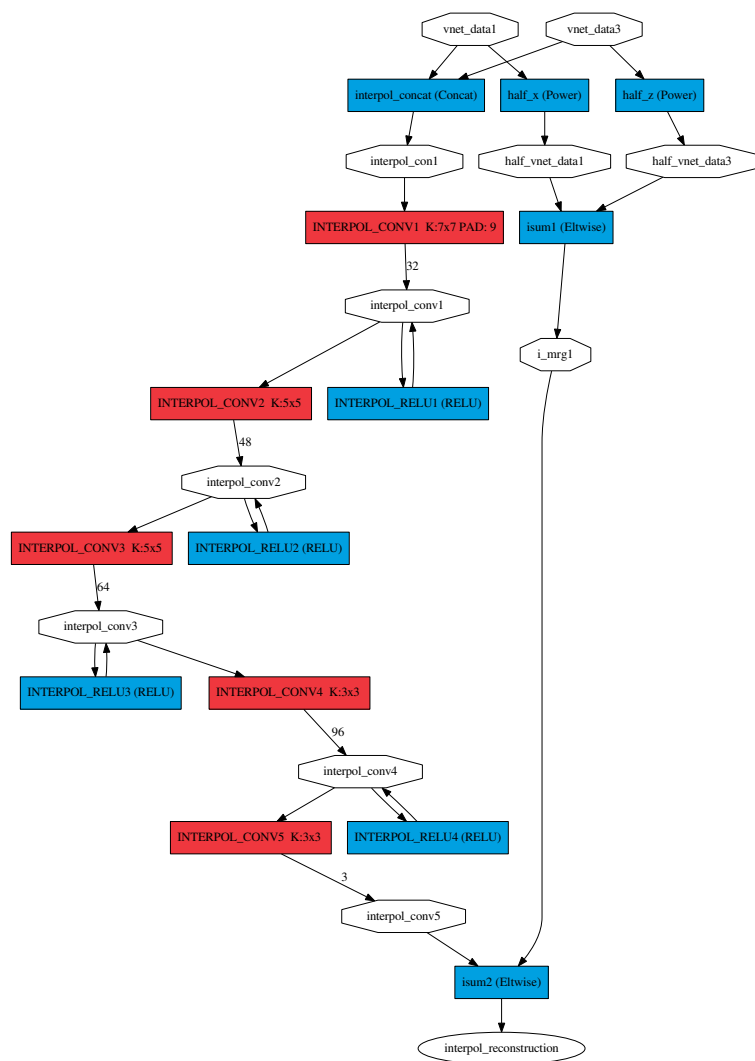 vnet_data1
vnet_data3
interpol_concat (Concat)
half_x (Power)
half_z (Power)
interpol_con1
half_vnet_data1
half_vnet_data3
INTERPOL_CONV1 K:7x7 PAD: 9
isum1 (Eltwise)
32
interpol_conv1
i_mrg1
INTERPOL_CONV2 K:5x5
INTERPOL_RELU1 (RELU)
48
interpol_conv2
INTERPOL_CONV3 K:5x5
INTERPOL_RELU2 (RELU)
64
interpol_conv3
INTERPOL_RELU3 (RELU)
INTERPOL_CONV4 K:3x3
96
interpol_conv4
INTERPOL_CONV5 K:3x3
INTERPOL_RELU4 (RELU)
3
interpol_conv5
isum2 (Eltwise)
interpol_reconstruction